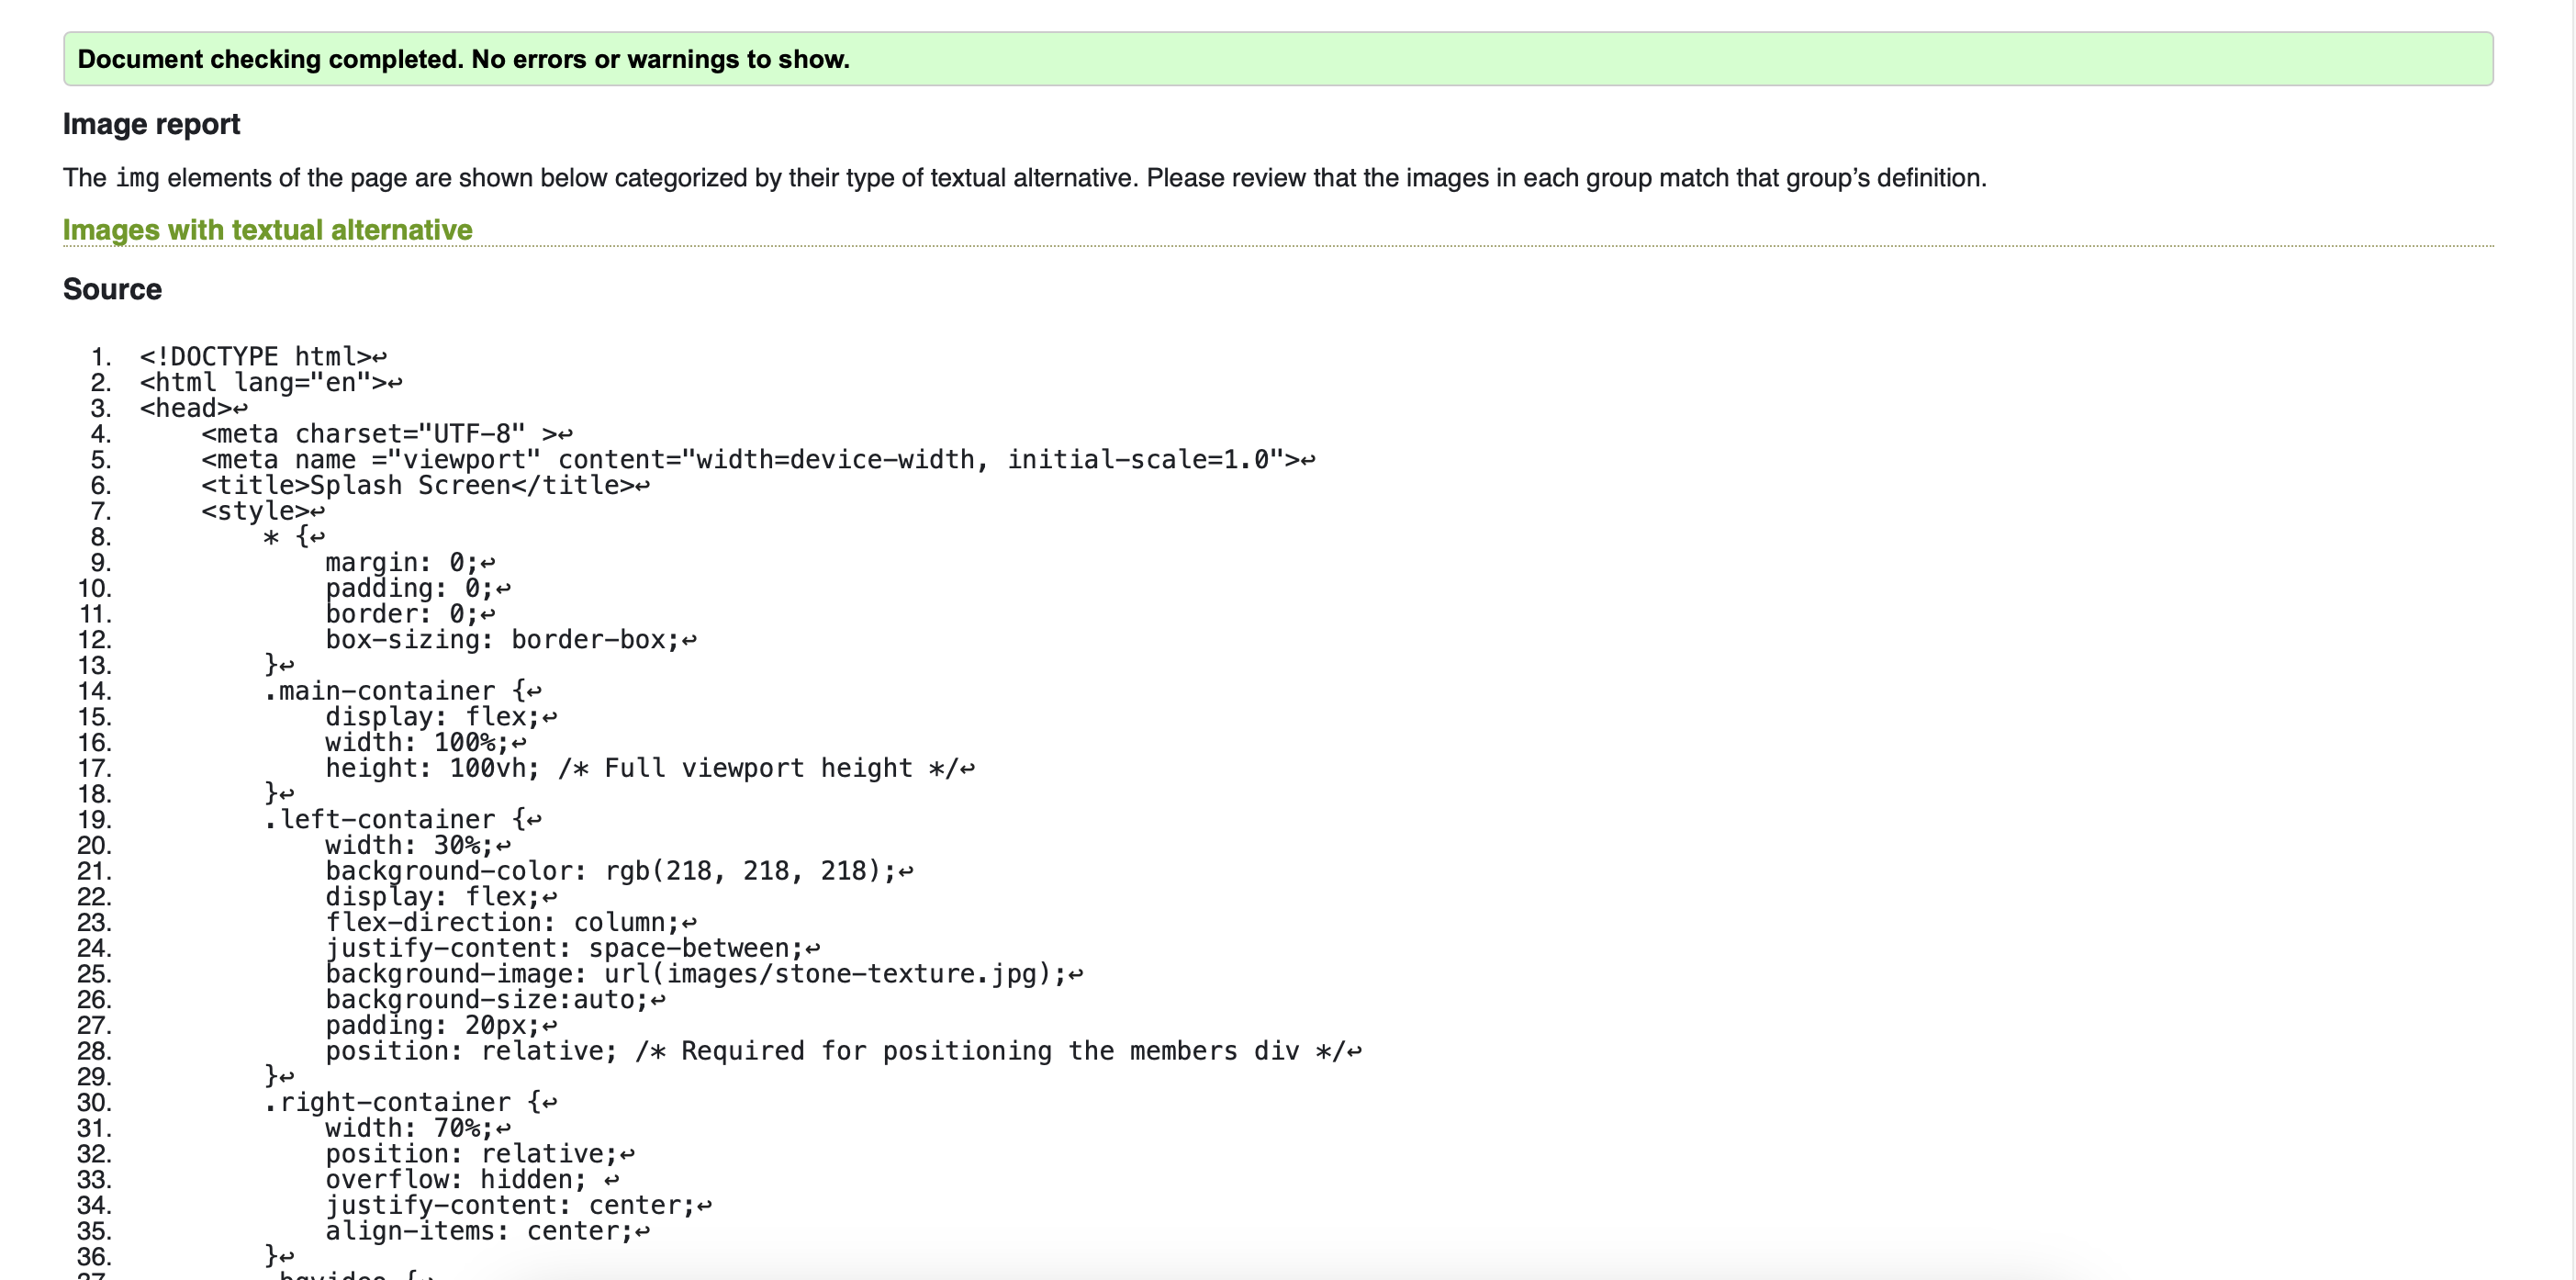 Document checking completed. No errors or warnings to show.
Image report
The img elements of the page are shown below categorized by their type of textual alternative. Please review that the images in each group match that group’s definition.
Images with textual alternative
Source
1. <!DOCTYPE html>↩
2. <html lang="en">↩
3. <head>↩
4.     <meta charset="UTF-8" >↩
5.     <meta name ="viewport" content="width=device-width, initial-scale=1.0">↩
6.     <title>Splash Screen</title>↩
7.     <style>↩
8.         * {↩
9.             margin: 0;↩
10.             padding: 0;↩
11.             border: 0;↩
12.             box-sizing: border-box;↩
13.         }↩
14.         .main-container {↩
15.             display: flex;↩
16.             width: 100%;↩
17.             height: 100vh; /* Full viewport height */↩
18.         }↩
19.         .left-container {↩
20.             width: 30%;↩
21.             background-color: rgb(218, 218, 218);↩
22.             display: flex;↩
23.             flex-direction: column;↩
24.             justify-content: space-between;↩
25.             background-image: url(images/stone-texture.jpg);↩
26.             background-size:auto;↩
27.             padding: 20px;↩
28.             position: relative; /* Required for positioning the members div */↩
29.         }↩
30.         .right-container {↩
31.             width: 70%;↩
32.             position: relative;↩
33.             overflow: hidden; ↩
34.             justify-content: center;↩
35.             align-items: center;↩
36.         }↩